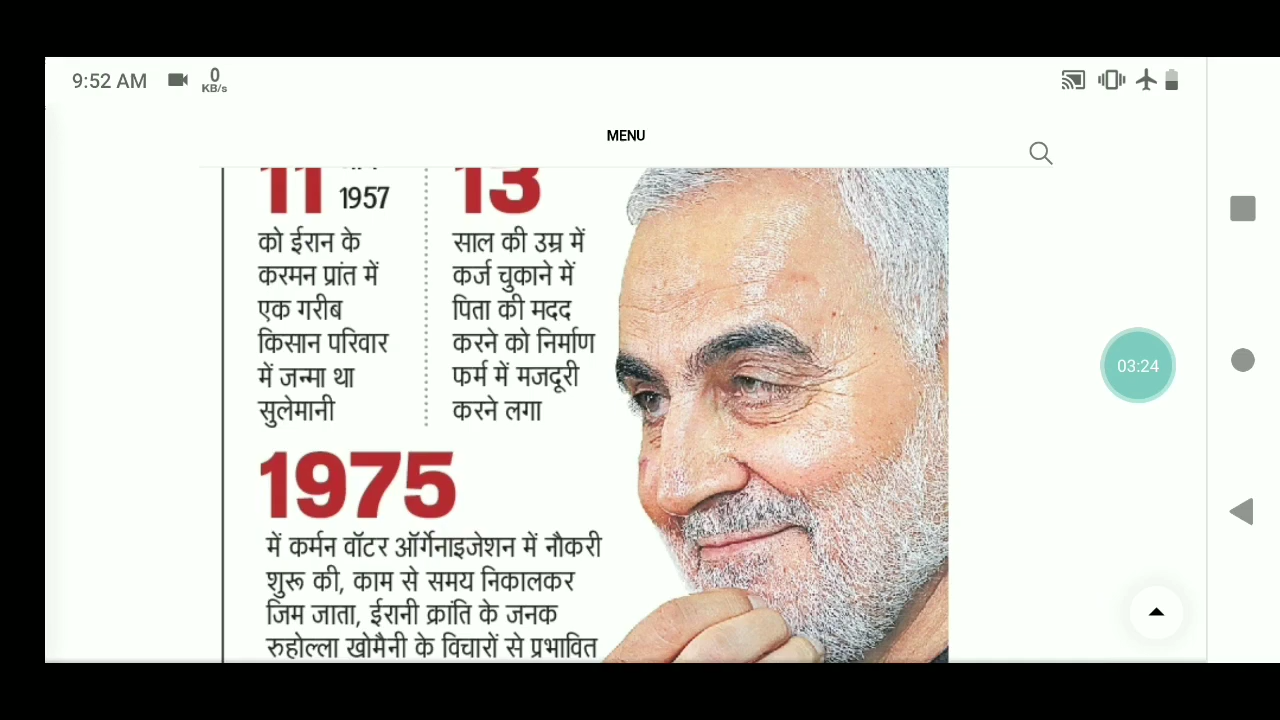 9:52 AM
0
KB/s
MENU
11
1957
को ईरान के
करमन प्रांत में
एक गरीब
किसान परिवार
में जन्मा था
सुलेमानी
13
साल की उम्र में
कर्ज चुकाने में
पिता की मदद
करने को निर्माण
फर्म में मजदूरी
करने लगा
1975
में कर्मन वॉटर ऑर्गेनाइजेशन में नौकरी
शुरू की, काम से समय निकालकर
जिम जाता, ईरानी क्रांति के जनक
रुहोल्ला खोमैनी के विचारों से प्रभावित
03:24